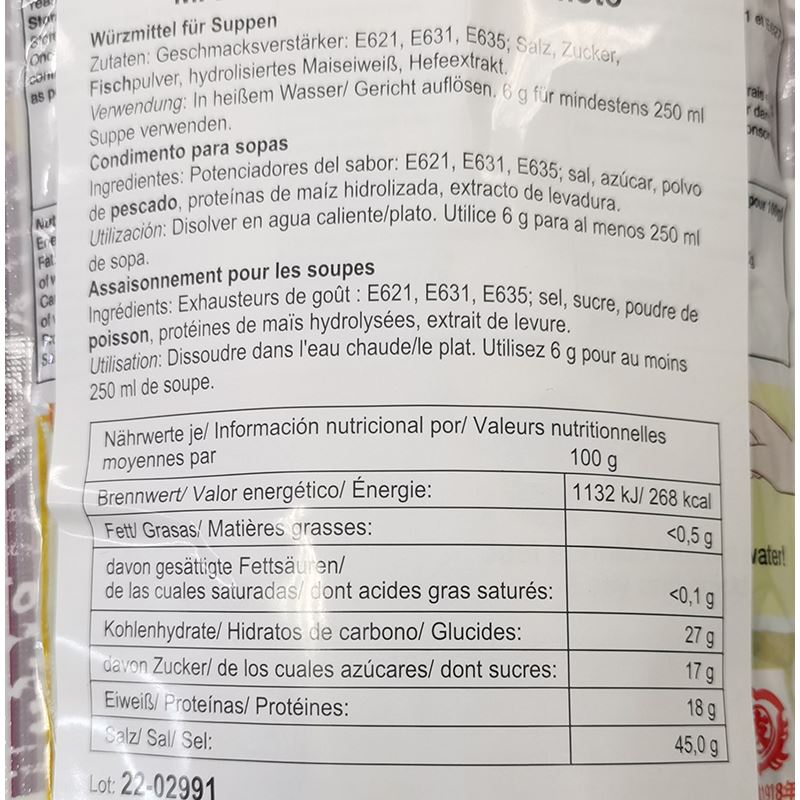 Würzmittel für Suppen
Zutaten: Geschmacksverstärker: E621, E631, E635; Salz, Zucker,
Fischpulver, hydrolisiertes Maiseiweiß, Hefeextrakt.
Verwendung: In heißem Wasser/ Gericht auflösen. 6 g für mindestens 250 ml
Suppe verwenden.
Condimento para sopas
Ingredientes: Potenciadores del sabor: E621, E631, E635; sal, azúcar, polvo
de pescado, proteínas de maíz hidrolizada, extracto de levadura.
Utilización: Disolver en agua caliente/plato. Utilice 6 g para al menos 250 ml
de sopa.
Assaisonnement pour les soupes
Ingrédients: Exhausteurs de goût : E621, E631, E635; sel, sucre, poudre de
poisson, protéines de maïs hydrolysées, extrait de levure.
Utilisation: Dissoudre dans l'eau chaude/le plat. Utilisez 6 g pour au moins
250 ml de soupe.
Nährwerte je/ Información nutricional por/ Valeurs nutritionnelles
moyennes par 100 g
Brennwert/ Valor energético/ Énergie: 1132 kJ/ 268 kcal
Fett/ Grasas/ Matières grasses: <0,5 g
davon gesättigte Fettsäuren/
de las cuales saturadas/ dont acides gras saturés: <0,1 g
Kohlenhydrate/ Hidratos de carbono/ Glucides: 27 g
davon Zucker/ de los cuales azúcares/ dont sucres: 17 g
Eiweiß/ Proteínas/ Protéines: 18 g
Salz/ Sal/ Sel: 45,0 g
Lot: 22-02991